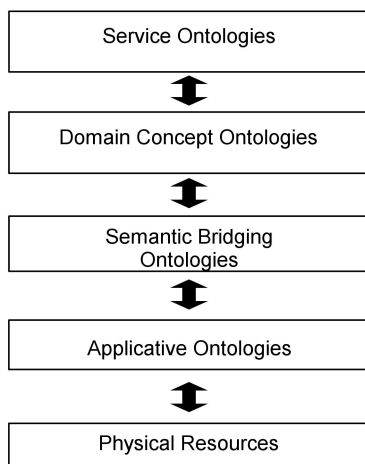 Service Ontologies
Domain Concept Ontologies
Semantic Bridging
Ontologies
Applicative Ontologies
Physical Resources